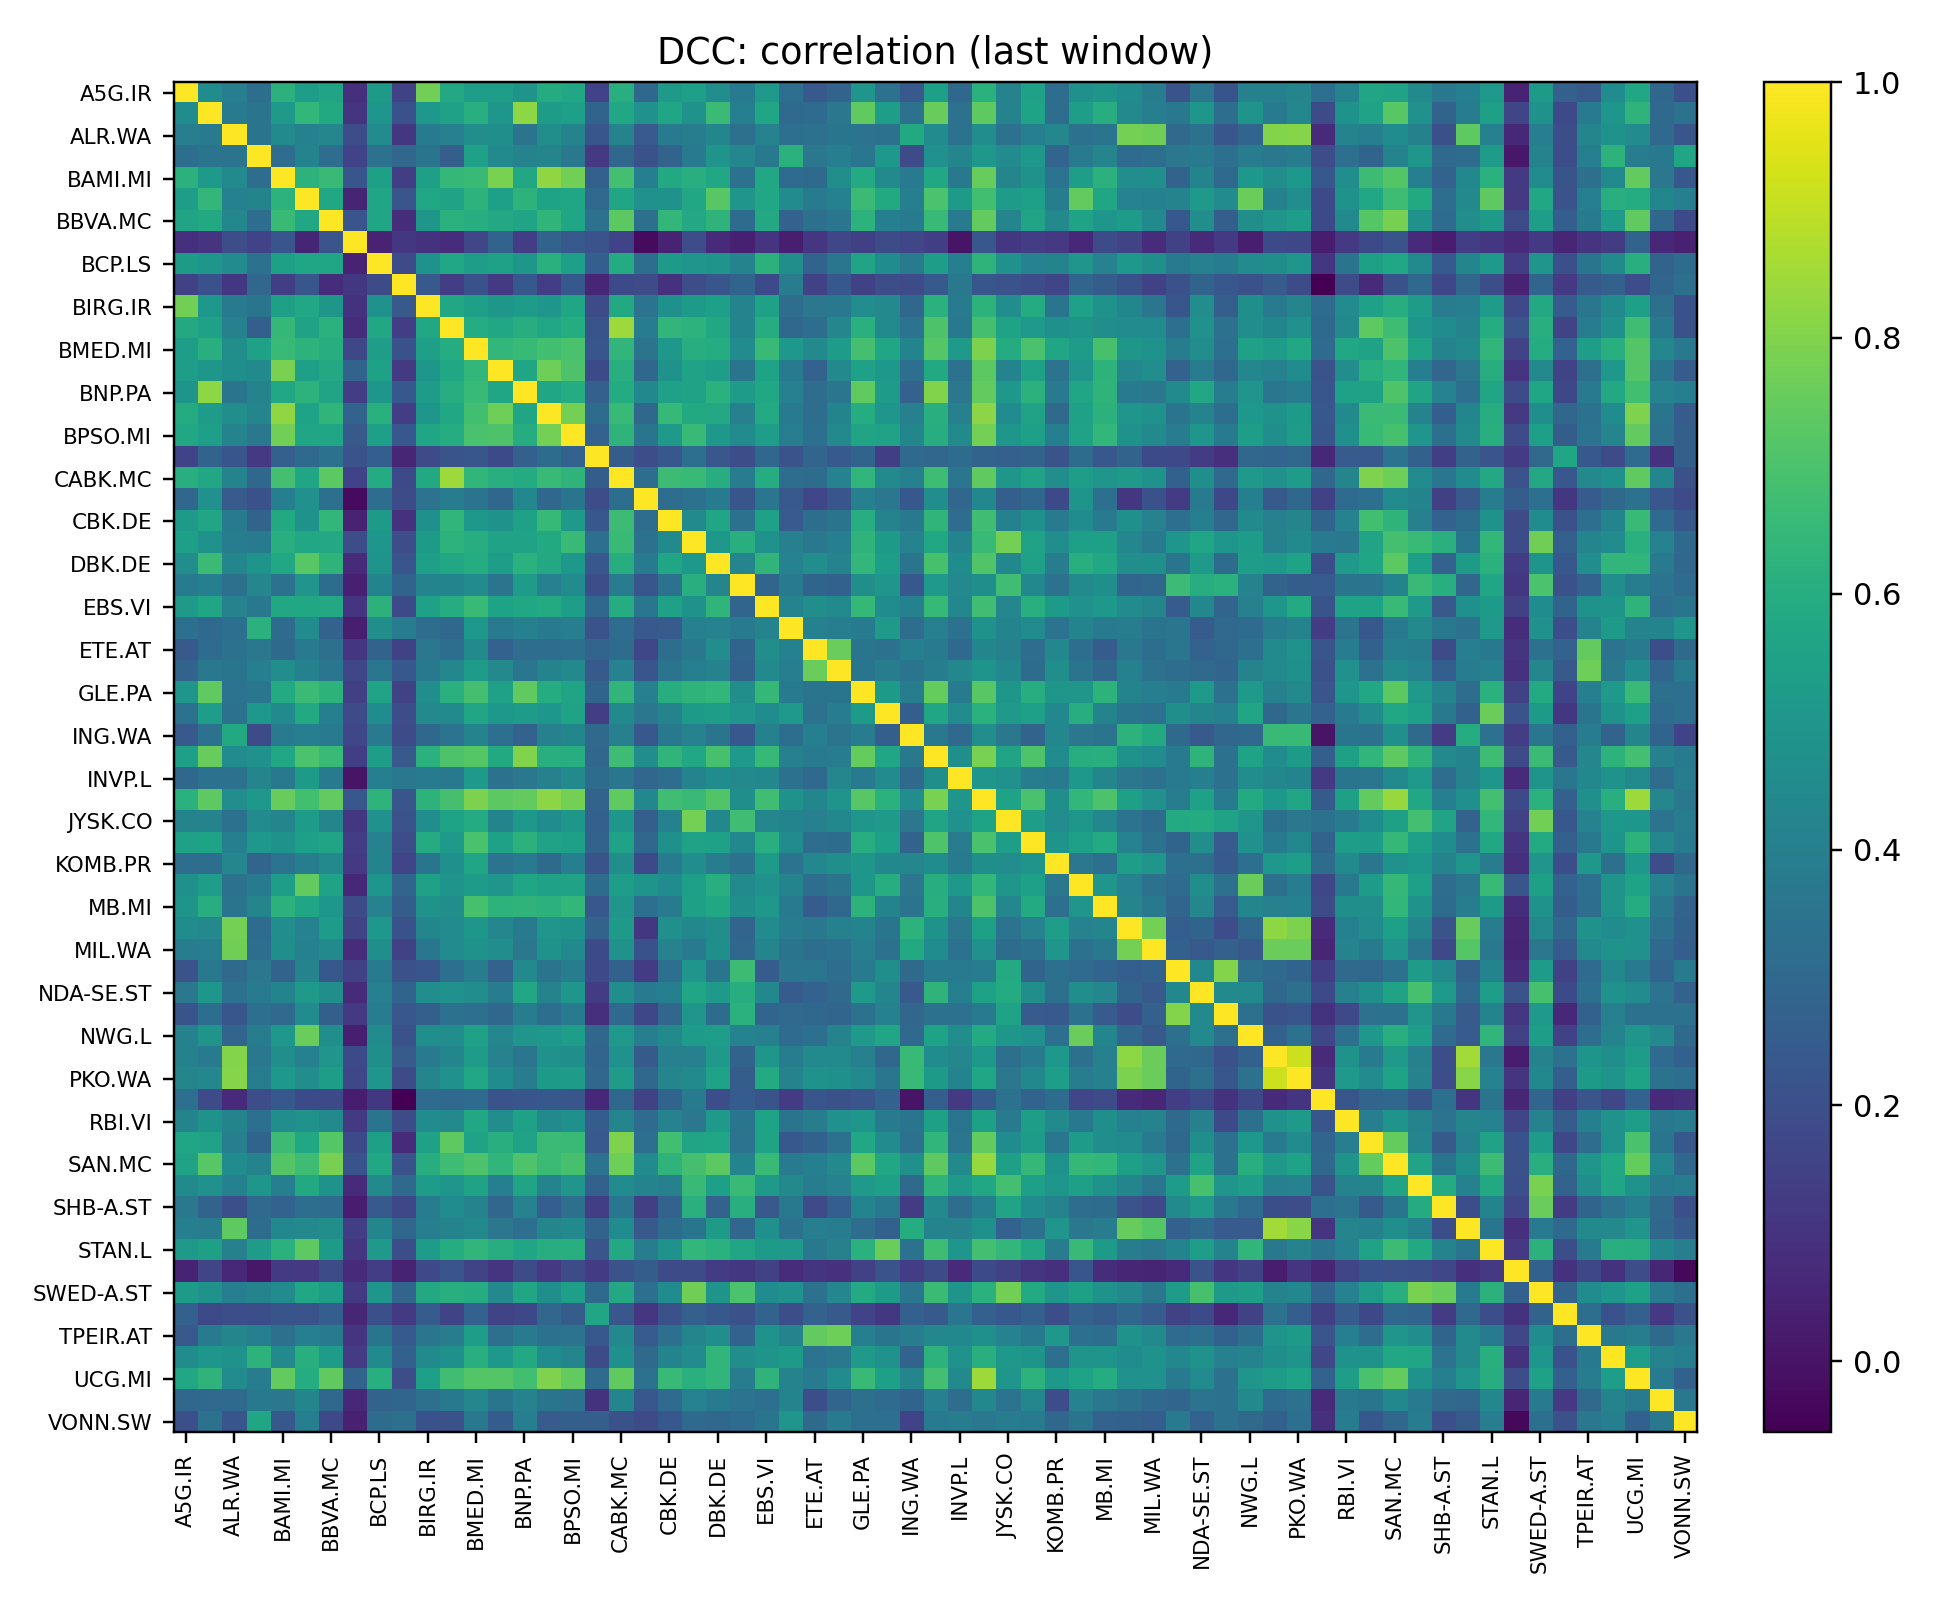 DCC: correlation (last window)
A5G.IR
ALR.WA
BAMI.MI
BBVA.MC
BCP.LS
BIRG.IR
BMED.MI
BNP.PA
BPSO.MI
CABK.MC
CBK.DE
DBK.DE
EBS.VI
ETE.AT
GLE.PA
ING.WA
INVP.L
JYSK.CO
KOMB.PR
MB.MI
MIL.WA
NDA-SE.ST
NWG.L
PKO.WA
RBI.VI
SAN.MC
SHB-A.ST
STAN.L
SWED-A.ST
TPEIR.AT
UCG.MI
VONN.SW
A5G.IR
ALR.WA
BAMI.MI
BBVA.MC
BCP.LS
BIRG.IR
BMED.MI
BNP.PA
BPSO.MI
CABK.MC
CBK.DE
DBK.DE
EBS.VI
ETE.AT
GLE.PA
ING.WA
INVP.L
JYSK.CO
KOMB.PR
MB.MI
MIL.WA
NDA-SE.ST
NWG.L
PKO.WA
RBI.VI
SAN.MC
SHB-A.ST
STAN.L
SWED-A.ST
TPEIR.AT
UCG.MI
VONN.SW
1.0
0.8
0.6
0.4
0.2
0.0